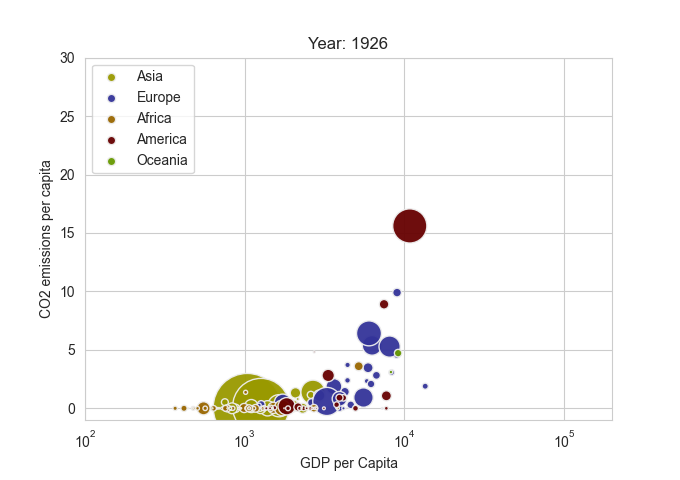 Year: 1926
30
25
20
15
10
5
0
CO2 emissions per capita
Asia
Europe
Africa
America
Oceania
10^2
10^3
10^4
10^5
GDP per Capita